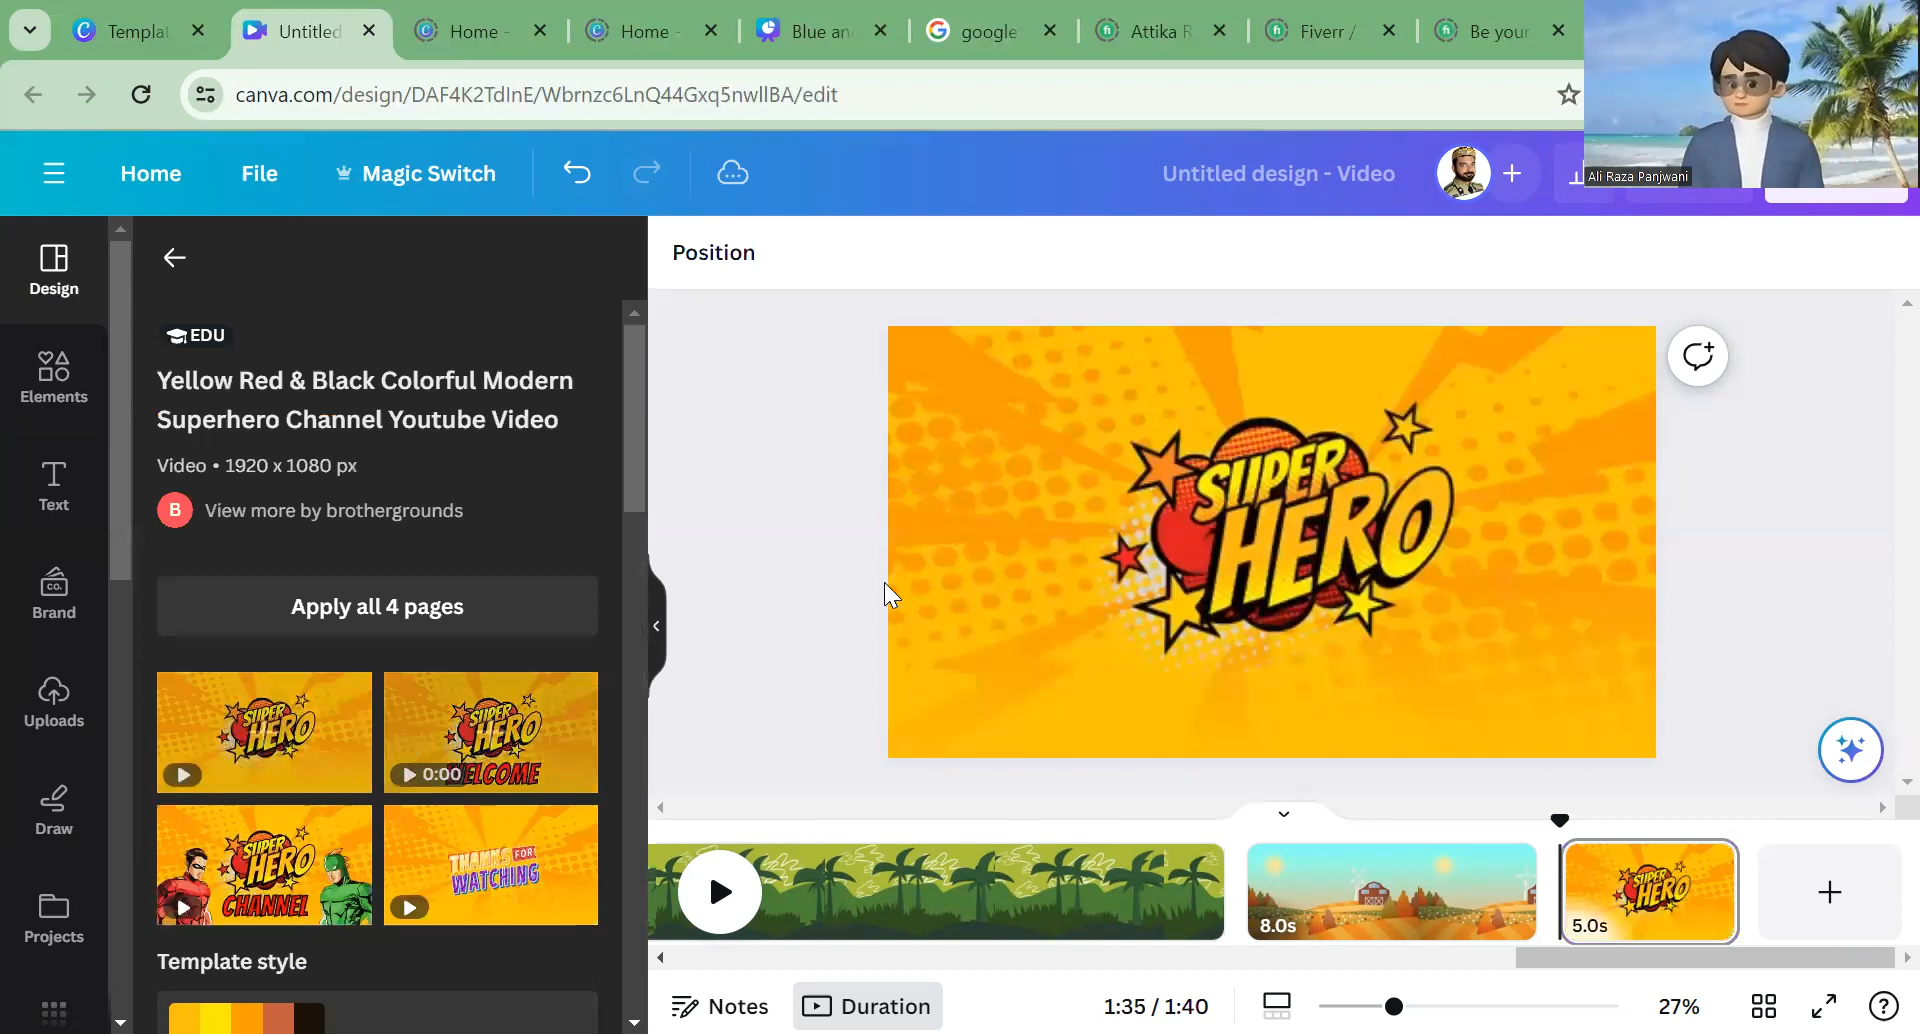 Templat
Untitled
Home -
Home -
Blue an
google
Attika R
Fiverr /
Be your
canva.com/design/DAF4K2TdInE/Wbrnzc6LnQ44Gxq5nwllBA/edit
Ali Raza Panjwani
Home
File
Magic Switch
Untitled design - Video
Design
Elements
Text
CO.
Brand
Uploads
Draw
Projects
EDU
Yellow Red & Black Colorful Modern
Superhero Channel Youtube Video
Video • 1920 x 1080 px
B
View more by brothergrounds
Apply all 4 pages
SUPER
HERO
SUPER
HERO
0:00
WELCOME
SUPER
HERO
CHANNEL
THANKS FOR
WATCHING
Template style
Position
SUPER
HERO
8.0s
SUPER
HERO
5.0s
Notes
Duration
1:35 / 1:40
27%